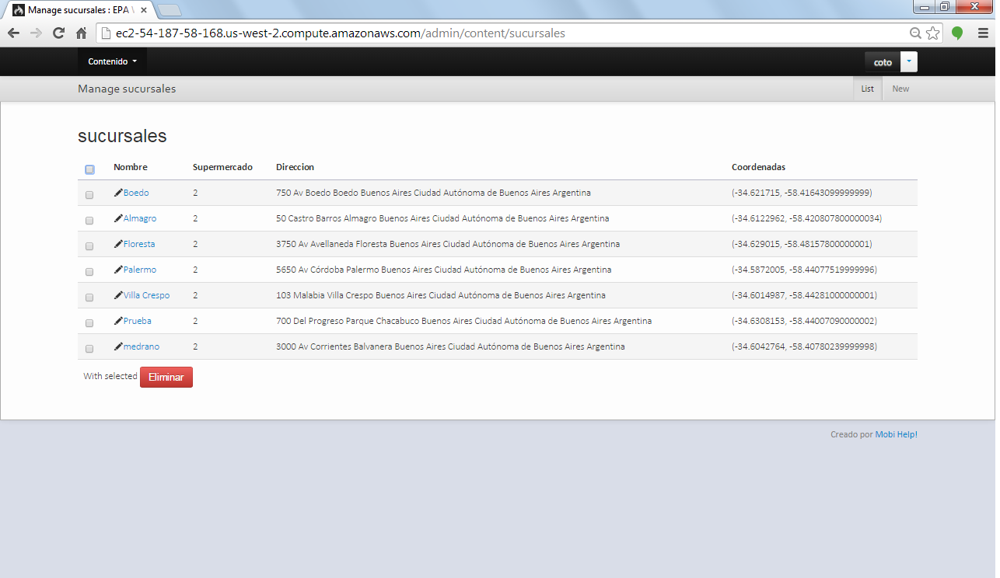 Manage sucursales : EPA
ec2-54-187-58-168.us-west-2.compute.amazonaws.com/admin/content/sucursales
Contenido coto
Manage sucursales List New
sucursales
Nombre Supermercado Direccion Coordenadas
Boedo 2 750 Av Boedo Boedo Buenos Aires Ciudad Autónoma de Buenos Aires Argentina (-34.621715, -58.41643099999999)
Almagro 2 50 Castro Barros Almagro Buenos Aires Ciudad Autónoma de Buenos Aires Argentina (-34.6122962, -58.420807800000034)
Floresta 2 3750 Av Avellaneda Floresta Buenos Aires Ciudad Autónoma de Buenos Aires Argentina (-34.629015, -58.48157800000001)
Palermo 2 5650 Av Córdoba Palermo Buenos Aires Ciudad Autónoma de Buenos Aires Argentina (-34.5872005, -58.44077519999996)
Villa Crespo 2 103 Malabia Villa Crespo Buenos Aires Ciudad Autónoma de Buenos Aires Argentina (-34.6014987, -58.44281000000001)
Prueba 2 700 Del Progreso Parque Chacabuco Buenos Aires Ciudad Autónoma de Buenos Aires Argentina (-34.6308153, -58.44007090000002)
medrano 2 3000 Av Corrientes Balvanera Buenos Aires Ciudad Autónoma de Buenos Aires Argentina (-34.6042764, -58.40780239999998)
With selected Eliminar
Creado por Mobi Help!